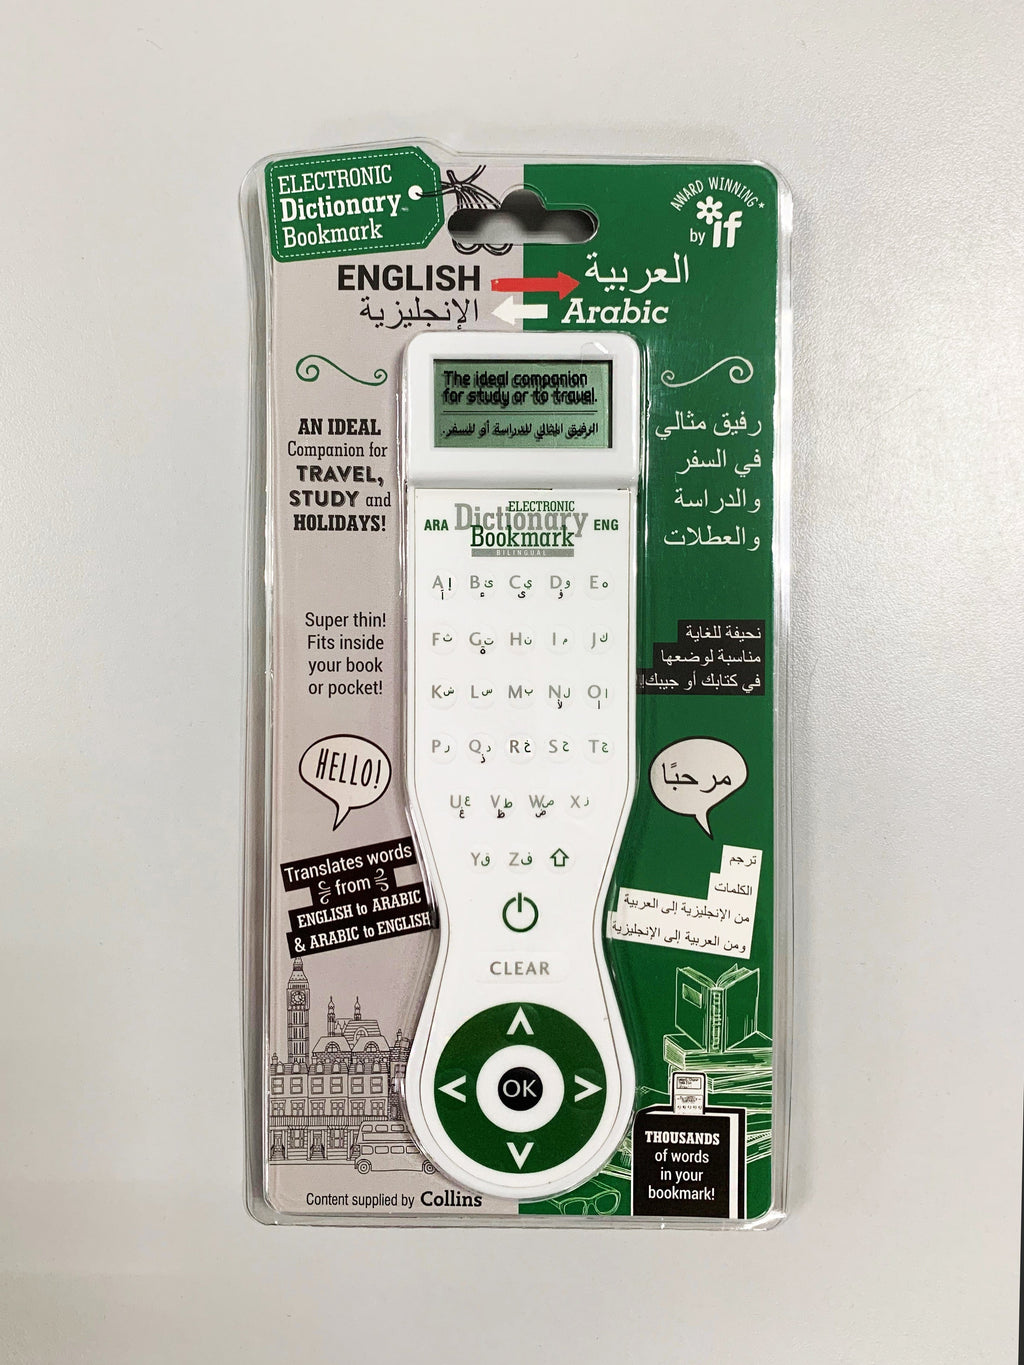 ELECTRONIC
Dictionary
Bookmark
AWARD WINNING*
by if
ENGLISH
العربية
الإنجليزية
Arabic
The ideal companion
for study or to travel.
الرفيق المثالي للدراسة أو للسفر.
AN IDEAL
Companion for
TRAVEL,
STUDY and
HOLIDAYS!
رفيق مثالي
في السفر
والدراسة
والعطلات
ELECTRONIC
ARA Dictionary ENG
Bookmark
BILINGUAL
Super thin!
Fits inside
your book
or pocket!
نحيفة للغاية
مناسبة لوضعها
في كتابك أو جيبك!
A B C D E
F G H I J
K L M N O
P Q R S T
U V W X
Y Z
HELLO!
مرحبًا
Translates words
from
ENGLISH to ARABIC
& ARABIC to ENGLISH
ترجم
الكلمات
من الإنجليزية إلى العربية
ومن العربية إلى الإنجليزية
CLEAR
OK
THOUSANDS
of words
in your
bookmark!
Content supplied by Collins